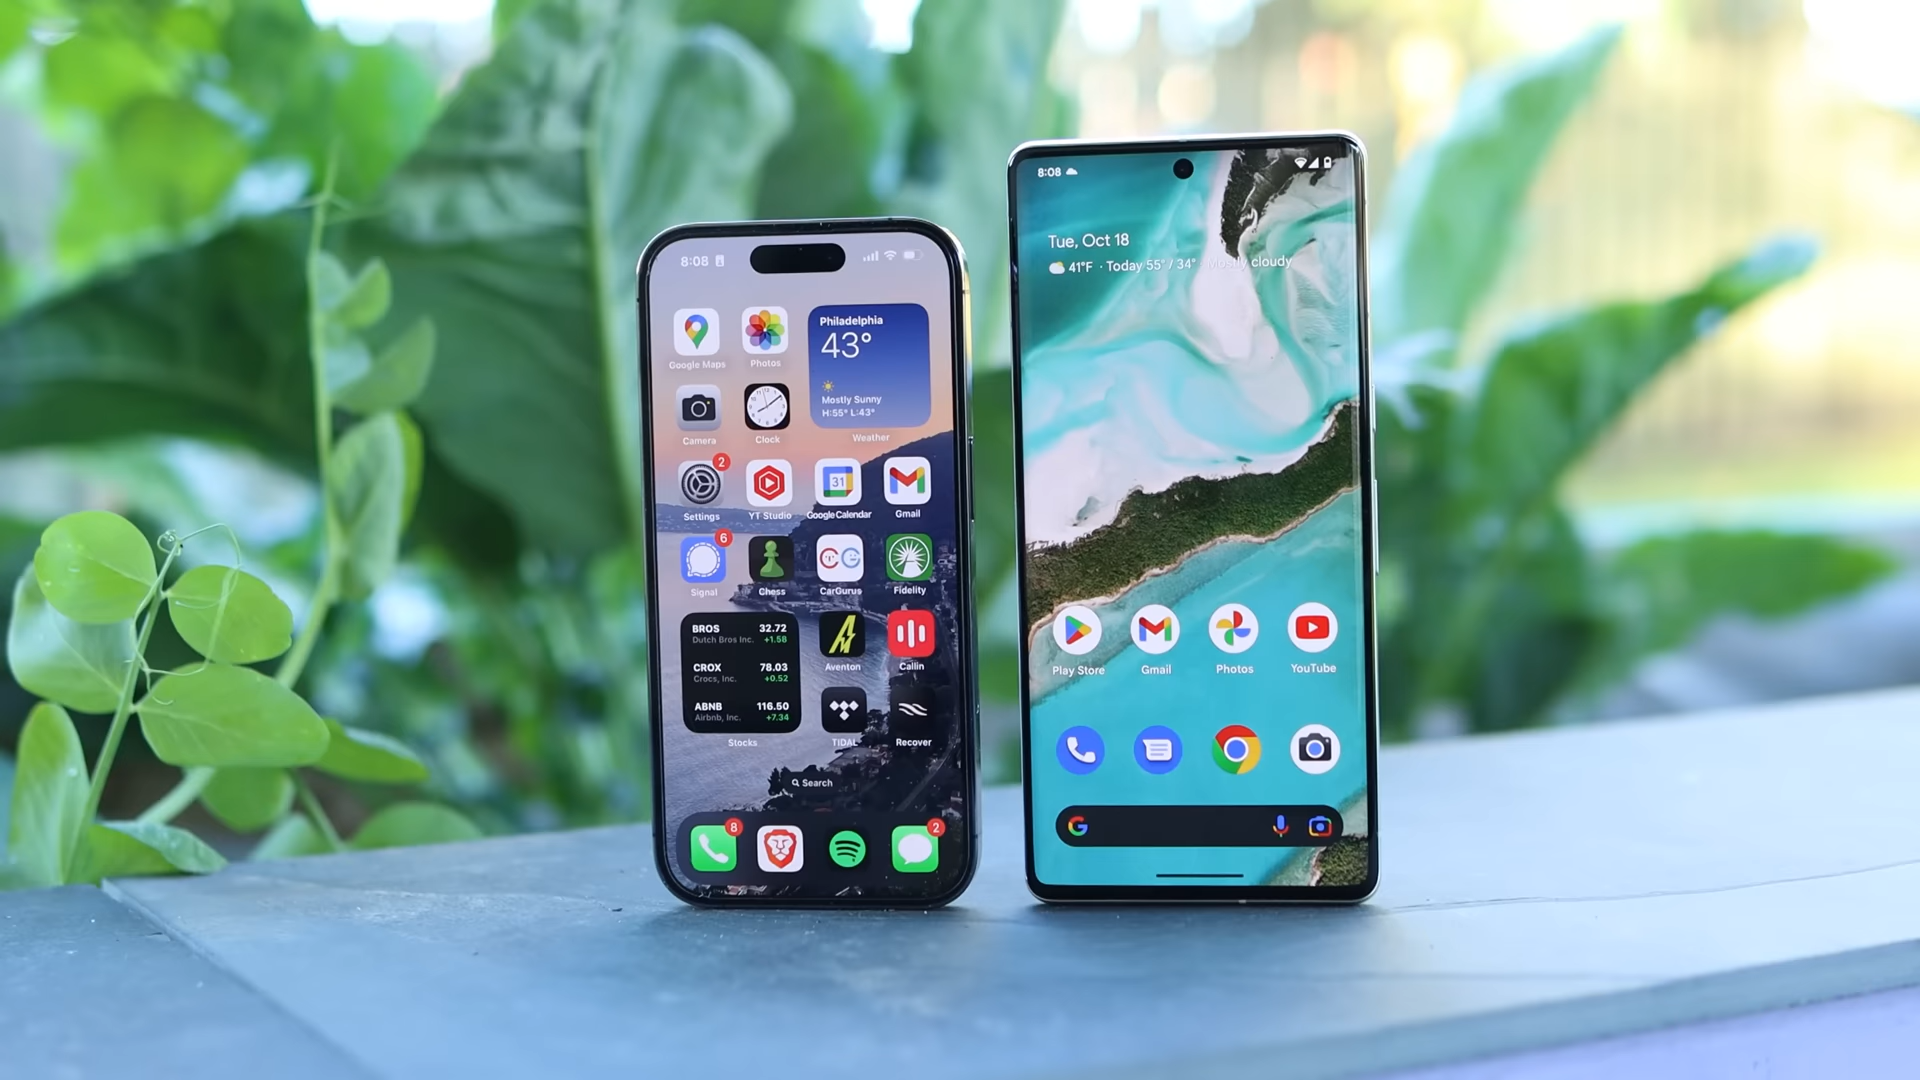 8:08
Google Maps
Photos
Philadelphia
43°
Mostly Sunny
H:55° L:43°
Weather
Camera
Clock
2
Settings
YT Studio
31
Google Calendar
Gmail
6
Signal
Chess
CarGurus
Fidelity
BROS 32.72
Dutch Bros Inc. +1.58
CROX 78.03
Crocs, Inc. +0.52
ABNB 116.50
Airbnb, Inc. +7.34
Stocks
Aventon
Callin
TIDAL
Recover
Search
8
2
8:08
Tue, Oct 18
41°F · Today 55° / 34° · Mostly cloudy
Play Store
Gmail
Photos
YouTube